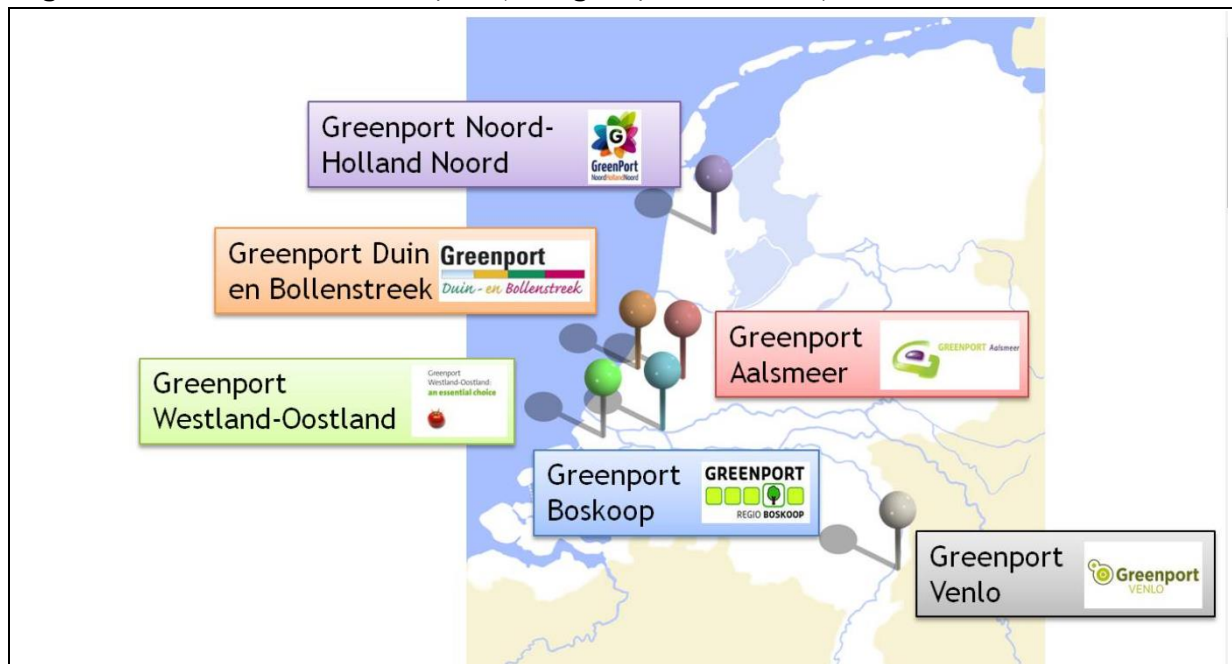 Greenport Noord-
Holland Noord
G
GreenPort
NoordHollandNoord
Greenport Duin
en Bollenstreek
Greenport
Duin - en Bollenstreek
Greenport
Aalsmeer
GREENPORT Aalsmeer
Greenport
Westland-Oostland
Greenport
Westland-Oostland:
an essential choice
Greenport
Boskoop
GREENPORT
REGIO BOSKOOP
Greenport
Venlo
Greenport
VENLO